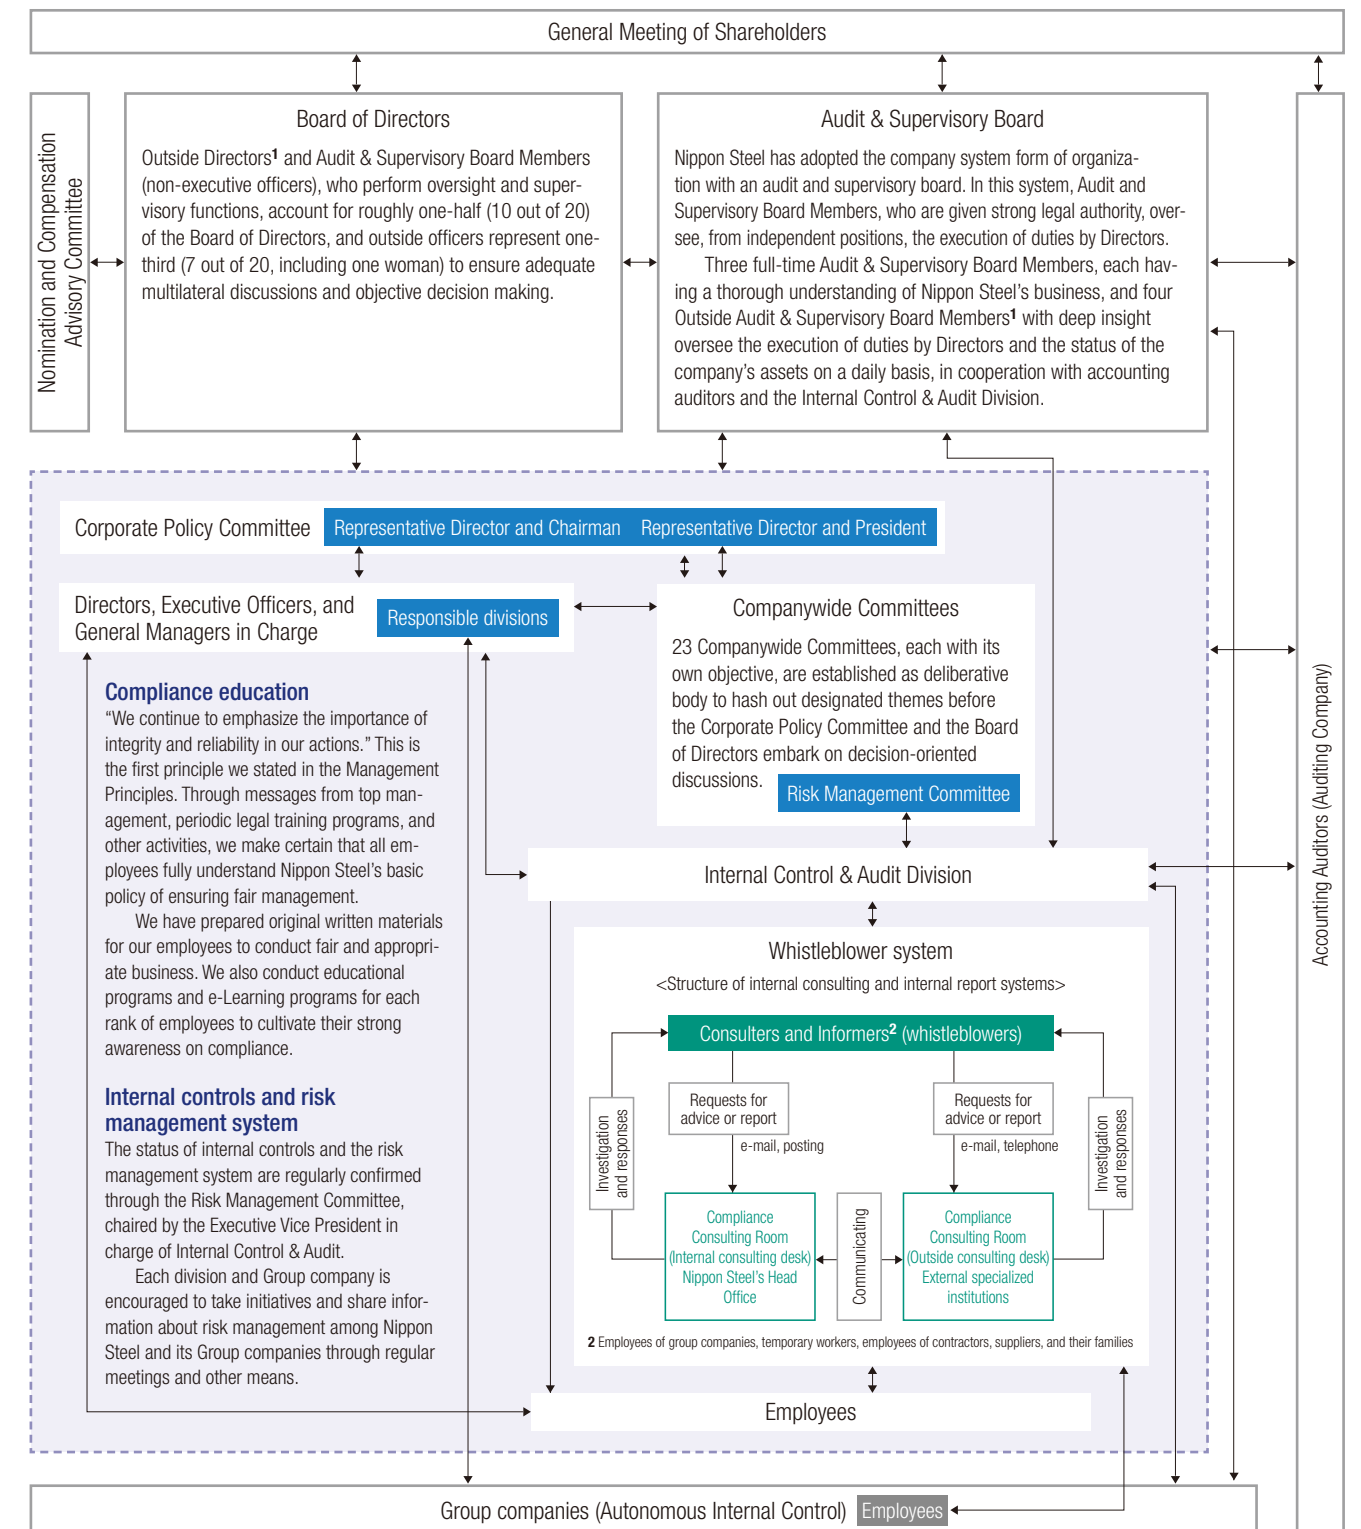 General Meeting of Shareholders
Nomination and Compensation
Advisory Committee
Board of Directors
Outside Directors1 and Audit & Supervisory Board Members
(non-executive officers), who perform oversight and super-
visory functions, account for roughly one-half (10 out of 20)
of the Board of Directors, and outside officers represent one-
third (7 out of 20, including one woman) to ensure adequate
multilateral discussions and objective decision making.
Audit & Supervisory Board
Nippon Steel has adopted the company system form of organiza-
tion with an audit and supervisory board. In this system, Audit and
Supervisory Board Members, who are given strong legal authority, over-
see, from independent positions, the execution of duties by Directors.
Three full-time Audit & Supervisory Board Members, each hav-
ing a thorough understanding of Nippon Steel's business, and four
Outside Audit & Supervisory Board Members1 with deep insight
oversee the execution of duties by Directors and the status of the
company's assets on a daily basis, in cooperation with accounting
auditors and the Internal Control & Audit Division.
Accounting Auditors (Auditing Company)
Corporate Policy Committee
Representative Director and Chairman Representative Director and President
Directors, Executive Officers, and
General Managers in Charge
Responsible divisions
Companywide Committees
23 Companywide Committees, each with its
own objective, are established as deliberative
body to hash out designated themes before
the Corporate Policy Committee and the Board
of Directors embark on decision-oriented
discussions.
Risk Management Committee
Compliance education
“We continue to emphasize the importance of
integrity and reliability in our actions.” This is
the first principle we stated in the Management
Principles. Through messages from top man-
agement, periodic legal training programs, and
other activities, we make certain that all em-
ployees fully understand Nippon Steel's basic
policy of ensuring fair management.
We have prepared original written materials
for our employees to conduct fair and appropri-
ate business. We also conduct educational
programs and e-Learning programs for each
rank of employees to cultivate their strong
awareness on compliance.
Internal controls and risk
management system
The status of internal controls and the risk
management system are regularly confirmed
through the Risk Management Committee,
chaired by the Executive Vice President in
charge of Internal Control & Audit.
Each division and Group company is
encouraged to take initiatives and share infor-
mation about risk management among Nippon
Steel and its Group companies through regular
meetings and other means.
Internal Control & Audit Division
Whistleblower system
<Structure of internal consulting and internal report systems>
Consulters and Informers2 (whistleblowers)
Investigation
and responses
Requests for
advice or report
e-mail, posting
Requests for
advice or report
e-mail, telephone
Investigation
and responses
Compliance
Consulting Room
(Internal consulting desk)
Nippon Steel's Head
Office
Communicating
Compliance
Consulting Room
(Outside consulting desk)
External specialized
institutions
2 Employees of group companies, temporary workers, employees of contractors, suppliers, and their families
Employees
Group companies (Autonomous Internal Control) Employees